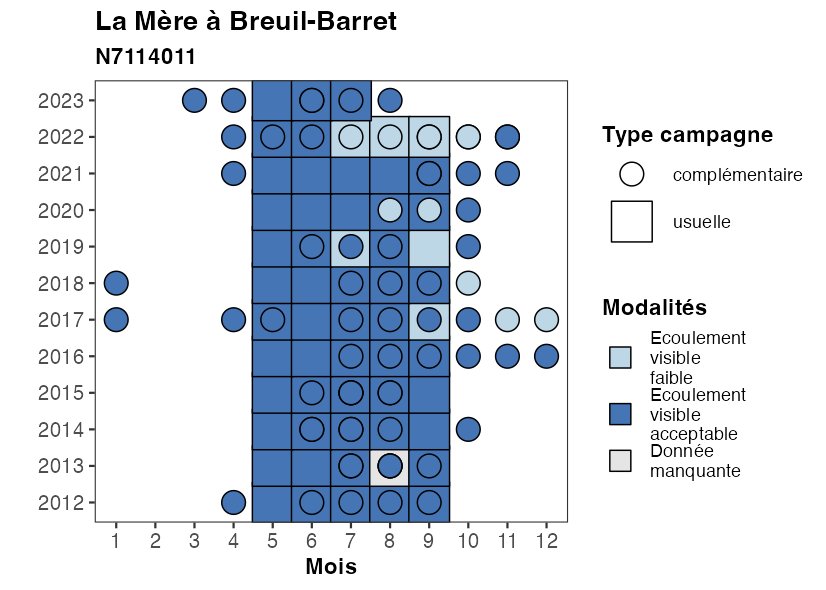 La Mère à Breuil-Barret
N7114011
2023
2022
2021
2020
2019
2018
2017
2016
2015
2014
2013
2012
1 2 3 4 5 6 7 8 9 10 11 12
Mois
Type campagne
complémentaire
usuelle
Modalités
Ecoulement
visible
faible
Ecoulement
visible
acceptable
Donnée
manquante